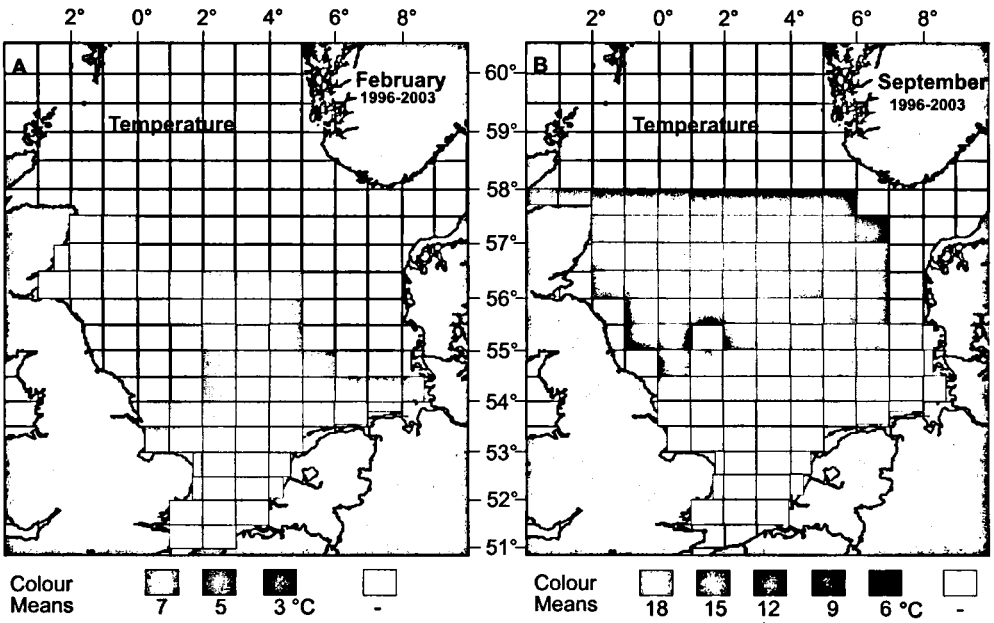 2° 0° 2° 4° 6° 8° 2° 0° 2° 4° 6° 8°
A February 1996-2003
Temperature
60°
59°
58°
57°
56°
55°
54°
53°
52°
51°
B September 1996-2003
Temperature
Colour Means 7 5 3 °C -
Colour Means 18 15 12 9 6 °C -